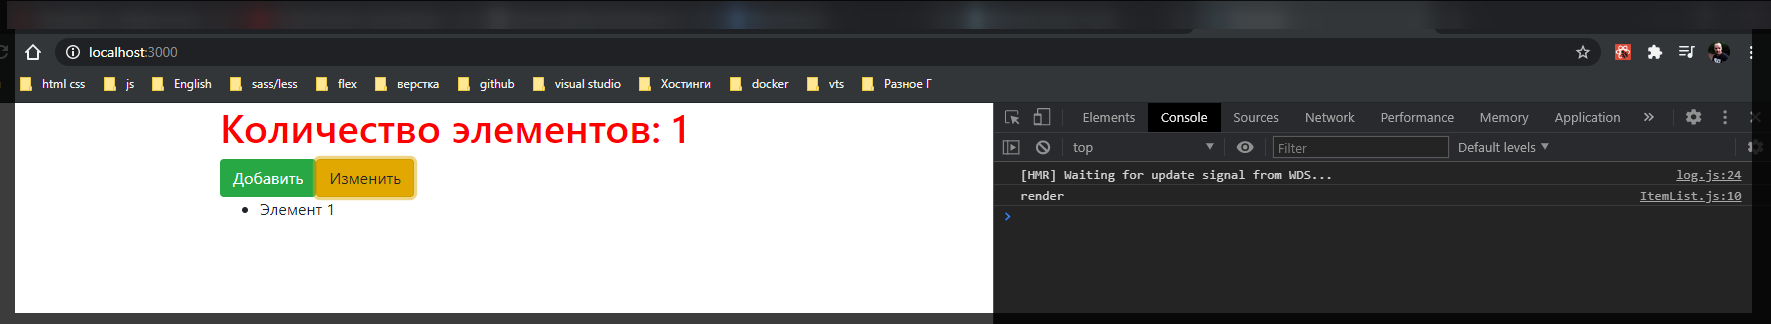 localhost:3000
html css js English sass/less flex верстка github visual studio Хостинги docker vts Разное Г
Количество элементов: 1
Добавить Изменить
Элемент 1
Elements Console Sources Network Performance Memory Application »
top Filter Default levels
[HMR] Waiting for update signal from WDS... log.js:24
render ItemList.js:10